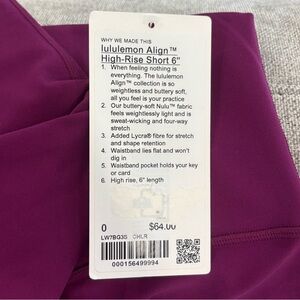 WHY WE MADE THIS
lululemon Align™
High-Rise Short 6"
1. When feeling nothing is
everything. The lululemon
Align™ collection is so
weightless and buttery soft,
all you feel is your practice
2. Our buttery-soft Nulu™ fabric
feels weightlessly light and is
sweat-wicking and four-way
stretch
3. Added Lycra® fibre for stretch
and shape retention
4. Waistband lies flat and won't
dig in
5. Waistband pocket holds your key
or card
6. High rise, 6" length
0 $64.00
LW7BG3S CHLR
000156499994